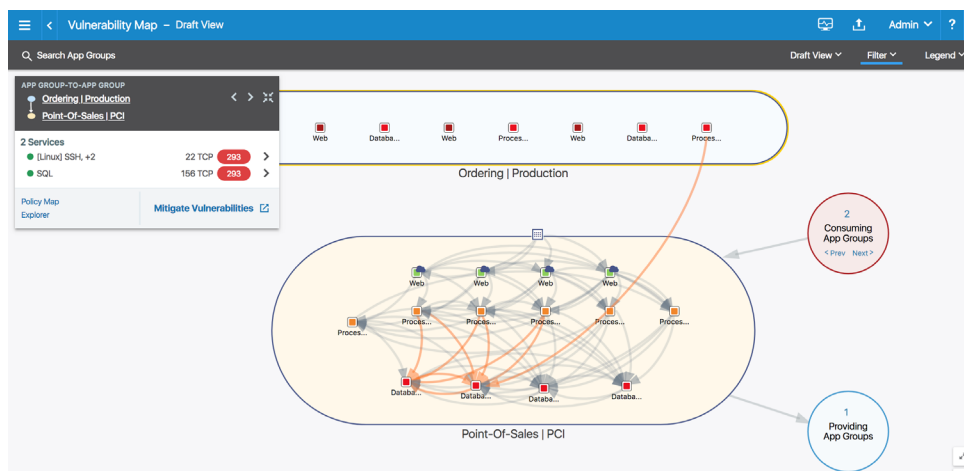 Vulnerability Map – Draft View
Admin
?
Search App Groups
Draft View
Filter
Legend
APP GROUP-TO-APP GROUP
Ordering | Production
Point-Of-Sales | PCI
2 Services
[Linux] SSH, +2 22 TCP 293
SQL 156 TCP 293
Policy Map
Explorer
Mitigate Vulnerabilities
Web Databa... Web Proces... Web Databa... Proces...
Ordering | Production
2
Consuming
App Groups
< Prev Next >
Web Web Web Web
Proces... Proces... Proces... Proces... Proces...
Proces...
Databa... Databa... Databa... Databa...
Point-Of-Sales | PCI
1
Providing
App Groups